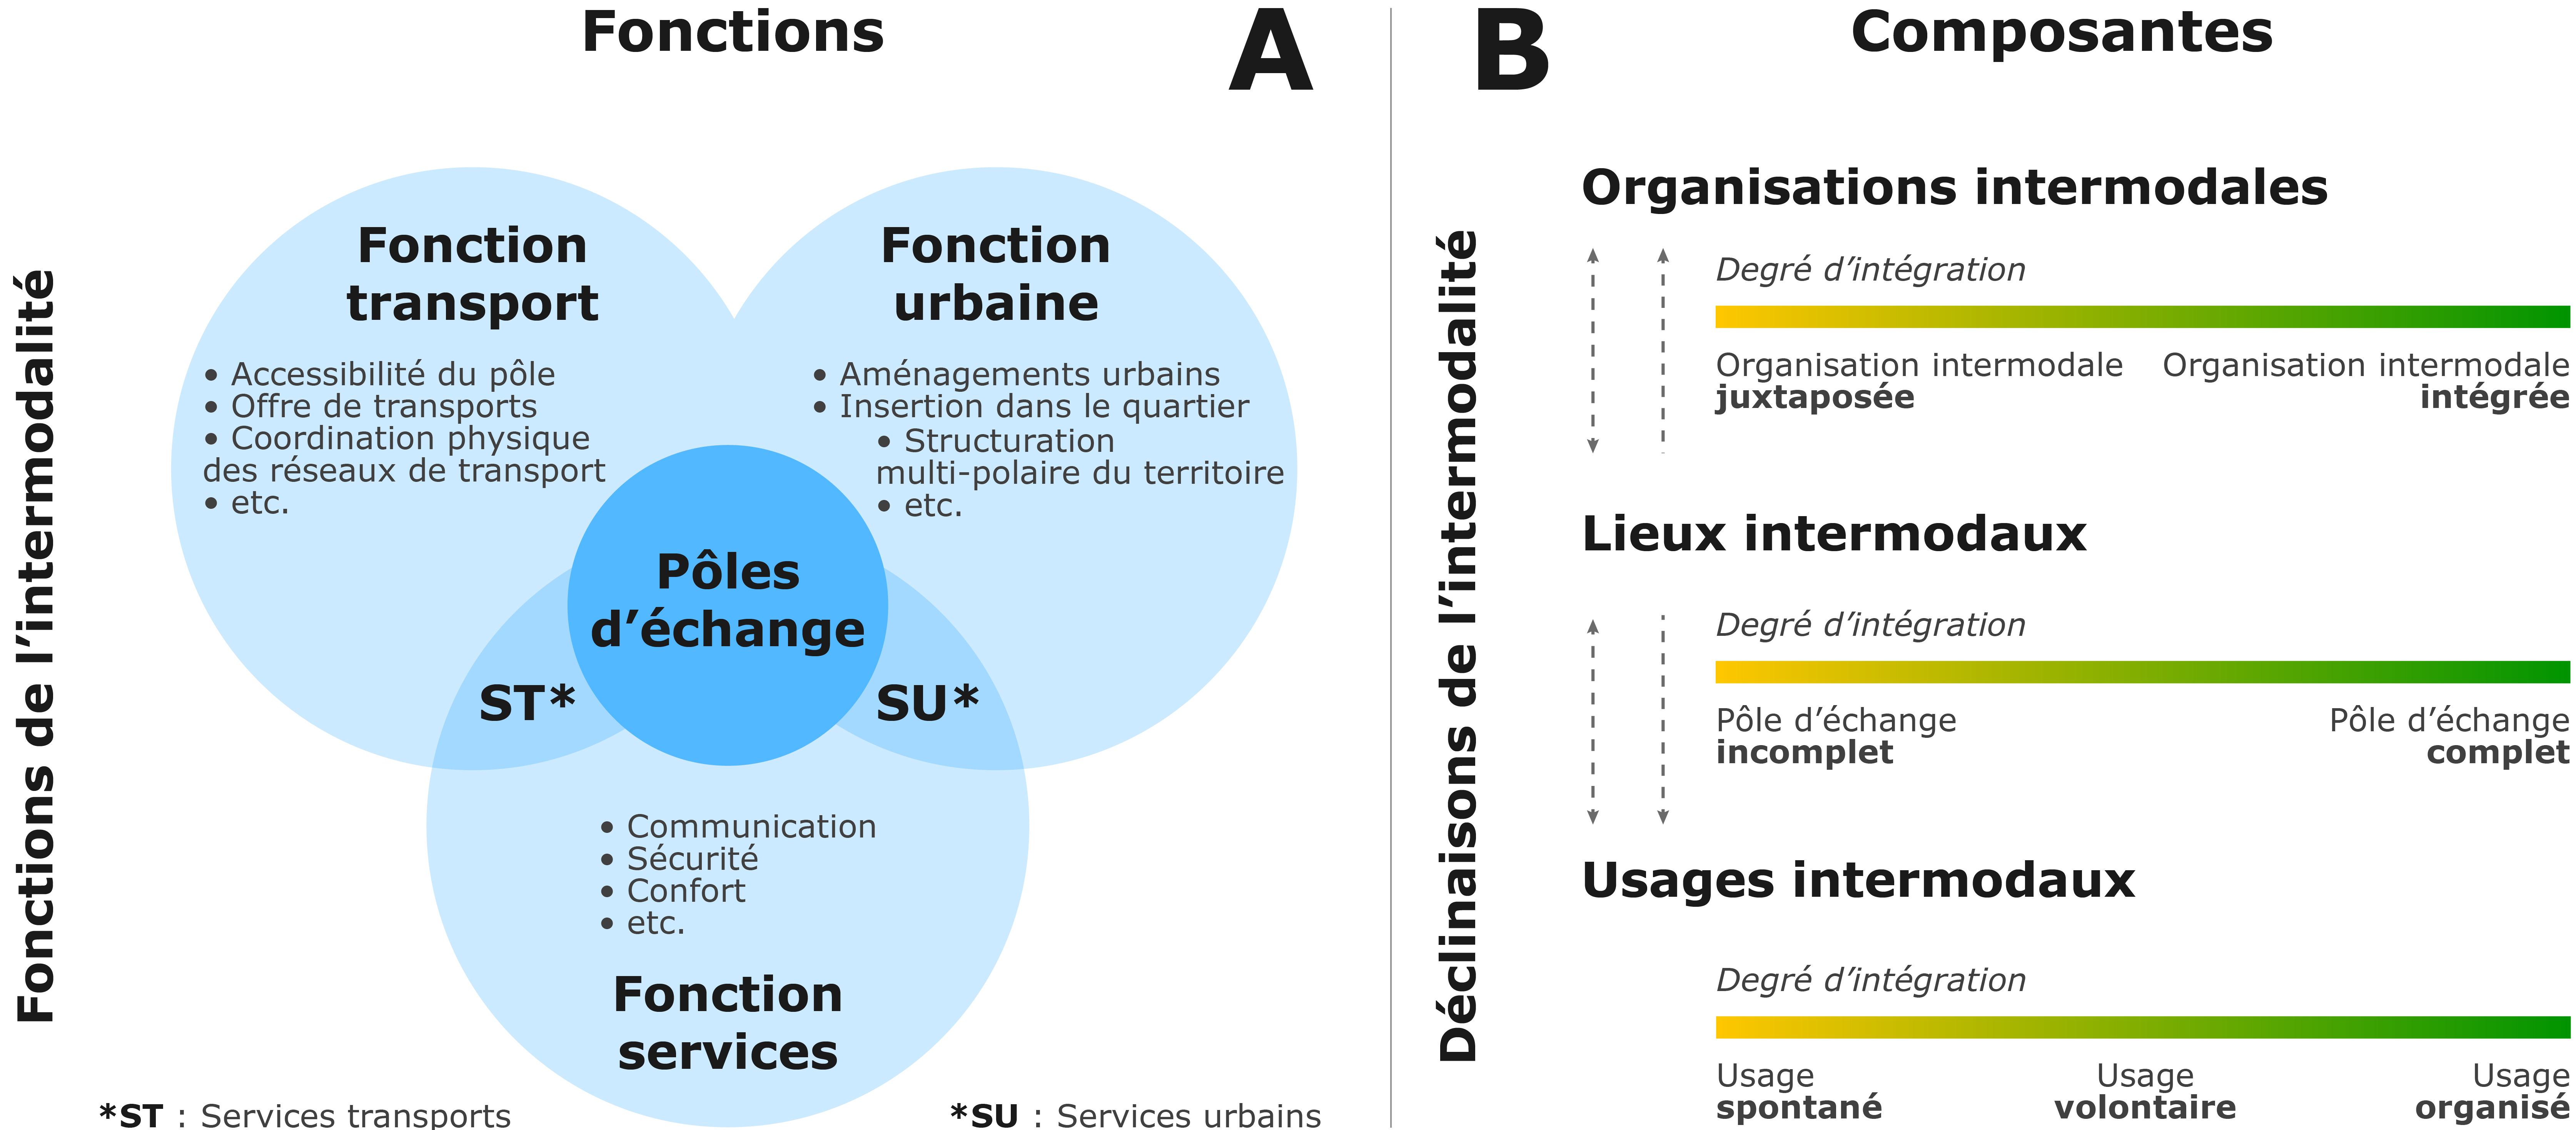 Fonctions
A
Fonctions de l’intermodalité
Fonction
transport
• Accessibilité du pôle
• Offre de transports
• Coordination physique
des réseaux de transport
• etc.
Fonction
urbaine
• Aménagements urbains
• Insertion dans le quartier
• Structuration
multi-polaire du territoire
• etc.
Pôles
d’échange
ST*
SU*
• Communication
• Sécurité
• Confort
• etc.
Fonction
services
*ST : Services transports
*SU : Services urbains
B
Composantes
Déclinaisons de l’intermodalité
Organisations intermodales
Degré d’intégration
Organisation intermodale
juxtaposée
Organisation intermodale
intégrée
Lieux intermodaux
Degré d’intégration
Pôle d’échange
incomplet
Pôle d’échange
complet
Usages intermodaux
Degré d’intégration
Usage
spontané
Usage
volontaire
Usage
organisé